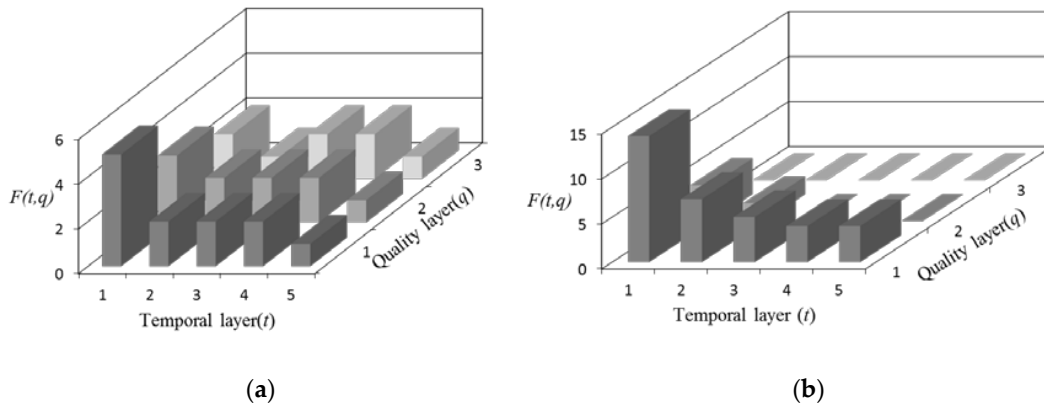 6
4
2
0
F(t,q)
1 2 3 4 5
Temporal layer(t)
1
2
3
Quality layer(q)
(a)
15
10
5
0
F(t,q)
1 2 3 4 5
Temporal layer (t)
1
2
3
Quality layer(q)
(b)